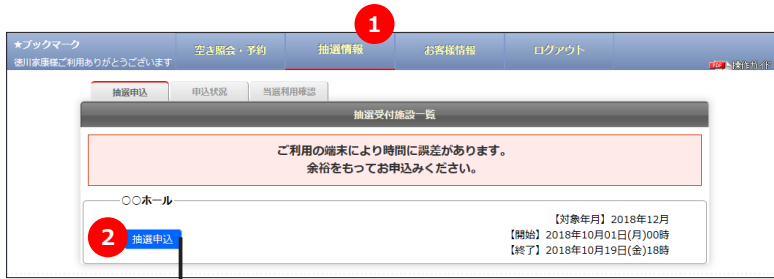 1
★ブックマーク
空き照会・予約
抽選情報
お客様情報
ログアウト
徳川家康様ご利用ありがとうございます
操作ガイド
抽選申込
申込状況
当選利用確認
抽選受付施設一覧
ご利用の端末により時間に誤差があります。
余裕をもってお申込みください。
○○ホール
2
抽選申込
【対象年月】2018年12月
【開始】2018年10月01日(月)00時
【終了】2018年10月19日(金)18時